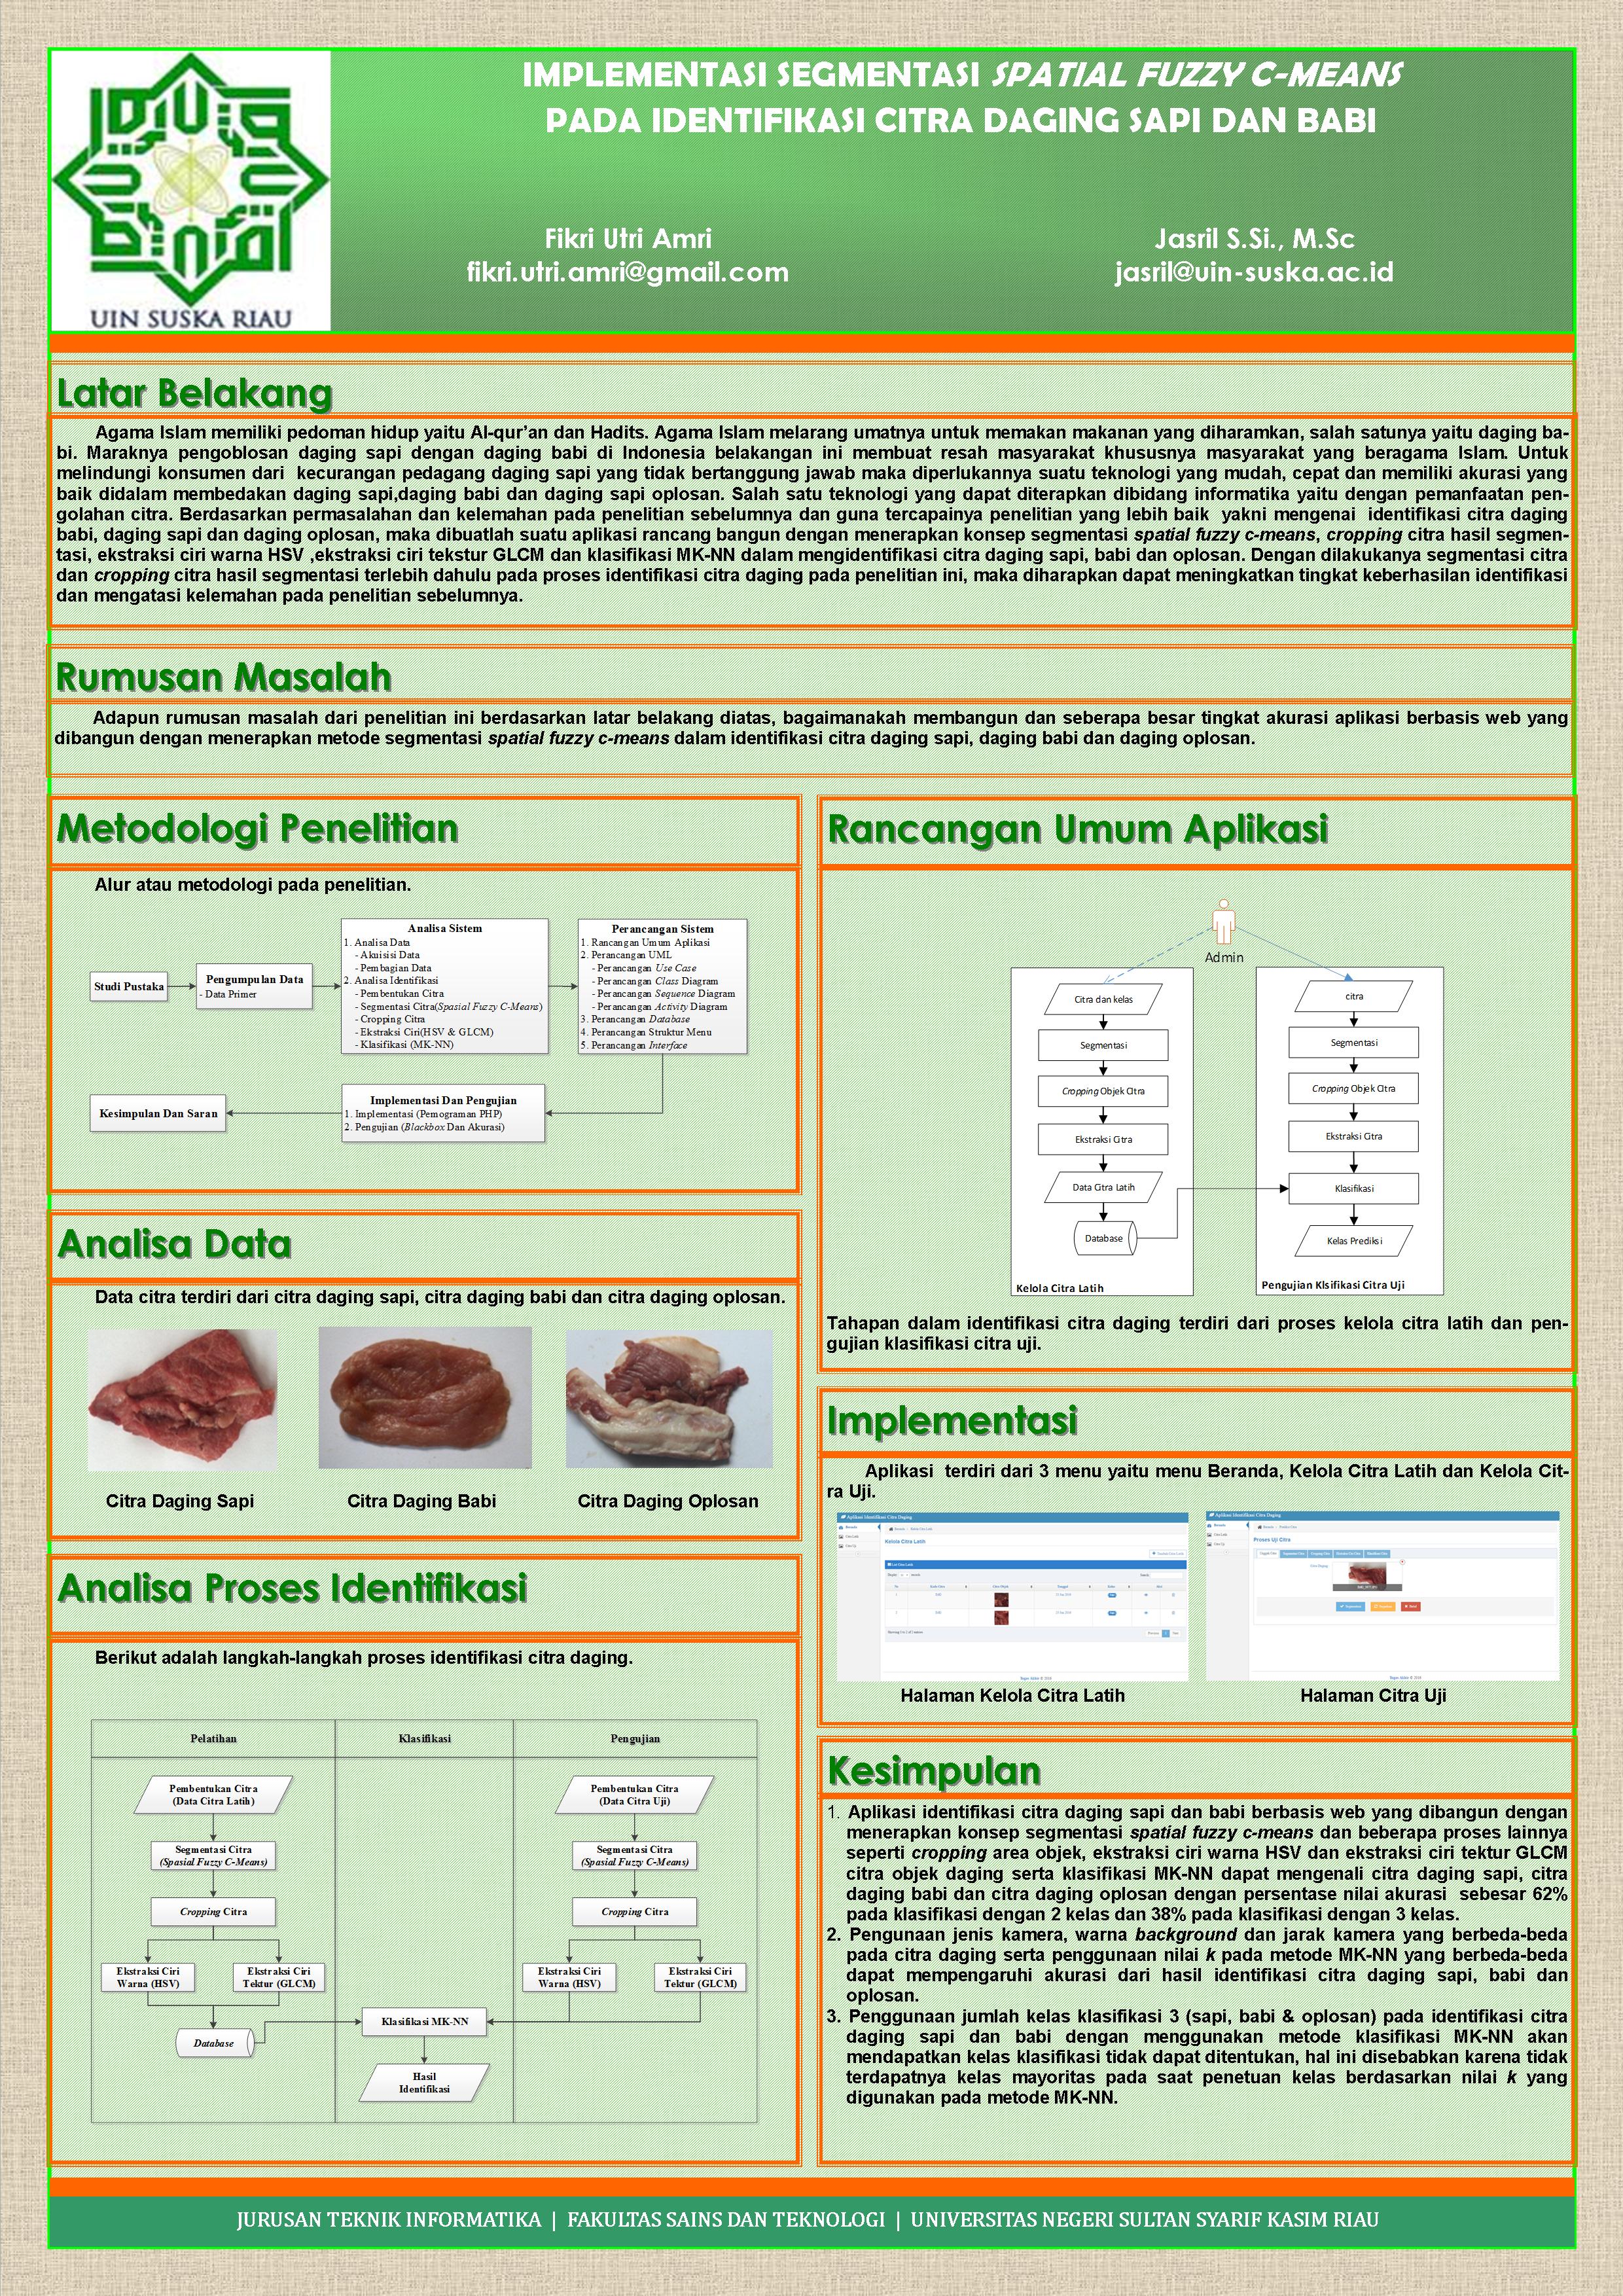 IMPLEMENTASI SEGMENTASI SPATIAL FUZZY C-MEANS
PADA IDENTIFIKASI CITRA DAGING SAPI DAN BABI
Fikri Utri Amri
fikri.utri.amri@gmail.com
Jasril S.Si., M.Sc
jasril@uin-suska.ac.id
UIN SUSKA RIAU
Latar Belakang
Agama Islam memiliki pedoman hidup yaitu Al-qur'an dan Hadits. Agama Islam melarang umatnya untuk memakan makanan yang diharamkan, salah satunya yaitu daging ba-
bi. Maraknya pengoblosan daging sapi dengan daging babi di Indonesia belakangan ini membuat resah masyarakat khususnya masyarakat yang beragama Islam. Untuk
melindungi konsumen dari kecurangan pedagang daging sapi yang tidak bertanggung jawab maka diperlukannya suatu teknologi yang mudah, cepat dan memiliki akurasi yang
baik didalam membedakan daging sapi,daging babi dan daging sapi oplosan. Salah satu teknologi yang dapat diterapkan dibidang informatika yaitu dengan pemanfaatan pen-
golahan citra. Berdasarkan permasalahan dan kelemahan pada penelitian sebelumnya dan guna tercapainya penelitian yang lebih baik yakni mengenai identifikasi citra daging
babi, daging sapi dan daging oplosan, maka dibuatlah suatu aplikasi rancang bangun dengan menerapkan konsep segmentasi spatial fuzzy c-means, cropping citra hasil segmen-
tasi, ekstraksi ciri warna HSV ,ekstraksi ciri tekstur GLCM dan klasifikasi MK-NN dalam mengidentifikasi citra daging sapi, babi dan oplosan. Dengan dilakukanya segmentasi citra
dan cropping citra hasil segmentasi terlebih dahulu pada proses identifikasi citra daging pada penelitian ini, maka diharapkan dapat meningkatkan tingkat keberhasilan identifikasi
dan mengatasi kelemahan pada penelitian sebelumnya.
Rumusan Masalah
Adapun rumusan masalah dari penelitian ini berdasarkan latar belakang diatas, bagaimanakah membangun dan seberapa besar tingkat akurasi aplikasi berbasis web yang
dibangun dengan menerapkan metode segmentasi spatial fuzzy c-means dalam identifikasi citra daging sapi, daging babi dan daging oplosan.
Metodologi Penelitian
Alur atau metodologi pada penelitian.
Studi Pustaka
Pengumpulan Data
- Data Primer
Analisa Sistem
1. Analisa Data
- Akuisisi Data
- Pembagian Data
2. Analisa Identifikasi
- Pembentukan Citra
- Segmentasi Citra(Spasial Fuzzy C-Means)
- Cropping Citra
- Ekstraksi Ciri(HSV & GLCM)
- Klasifikasi (MK-NN)
Perancangan Sistem
1. Rancangan Umum Aplikasi
2. Perancangan UML
- Perancangan Use Case
- Perancangan Class Diagram
- Perancangan Sequence Diagram
- Perancangan Activity Diagram
3. Perancangan Database
4. Perancangan Struktur Menu
5. Perancangan Interface
Implementasi Dan Pengujian
1. Implementasi (Pemograman PHP)
2. Pengujian (Blackbox Dan Akurasi)
Kesimpulan Dan Saran
Analisa Data
Data citra terdiri dari citra daging sapi, citra daging babi dan citra daging oplosan.
Citra Daging Sapi
Citra Daging Babi
Citra Daging Oplosan
Analisa Proses Identifikasi
Berikut adalah langkah-langkah proses identifikasi citra daging.
Pelatihan
Klasifikasi
Pengujian
Pembentukan Citra
(Data Citra Latih)
Segmentasi Citra
(Spasial Fuzzy C-Means)
Cropping Citra
Ekstraksi Ciri
Warna (HSV)
Ekstraksi Ciri
Tektur (GLCM)
Database
Klasifikasi MK-NN
Hasil
Identifikasi
Pembentukan Citra
(Data Citra Uji)
Segmentasi Citra
(Spasial Fuzzy C-Means)
Cropping Citra
Ekstraksi Ciri
Warna (HSV)
Ekstraksi Ciri
Tektur (GLCM)
Rancangan Umum Aplikasi
Admin
Citra dan kelas
Segmentasi
Cropping Objek Citra
Ekstraksi Citra
Data Citra Latih
Database
Kelola Citra Latih
citra
Segmentasi
Cropping Objek Citra
Ekstraksi Citra
Klasifikasi
Kelas Prediksi
Pengujian Klsifikasi Citra Uji
Tahapan dalam identifikasi citra daging terdiri dari proses kelola citra latih dan pen-
gujian klasifikasi citra uji.
Implementasi
Aplikasi terdiri dari 3 menu yaitu menu Beranda, Kelola Citra Latih dan Kelola Cit-
ra Uji.
Aplikasi Identifikasi Citra Daging
Kelola Citra Latih
Aplikasi Identifikasi Citra Daging
Proses Uji Citra
Halaman Kelola Citra Latih
Halaman Citra Uji
Kesimpulan
1. Aplikasi identifikasi citra daging sapi dan babi berbasis web yang dibangun dengan
menerapkan konsep segmentasi spatial fuzzy c-means dan beberapa proses lainnya
seperti cropping area objek, ekstraksi ciri warna HSV dan ekstraksi ciri tektur GLCM
citra objek daging serta klasifikasi MK-NN dapat mengenali citra daging sapi, citra
daging babi dan citra daging oplosan dengan persentase nilai akurasi sebesar 62%
pada klasifikasi dengan 2 kelas dan 38% pada klasifikasi dengan 3 kelas.
2. Pengunaan jenis kamera, warna background dan jarak kamera yang berbeda-beda
pada citra daging serta penggunaan nilai k pada metode MK-NN yang berbeda-beda
dapat mempengaruhi akurasi dari hasil identifikasi citra daging sapi, babi dan
oplosan.
3. Penggunaan jumlah kelas klasifikasi 3 (sapi, babi & oplosan) pada identifikasi citra
daging sapi dan babi dengan menggunakan metode klasifikasi MK-NN akan
mendapatkan kelas klasifikasi tidak dapat ditentukan, hal ini disebabkan karena tidak
terdapatnya kelas mayoritas pada saat penetuan kelas berdasarkan nilai k yang
digunakan pada metode MK-NN.
JURUSAN TEKNIK INFORMATIKA | FAKULTAS SAINS DAN TEKNOLOGI | UNIVERSITAS NEGERI SULTAN SYARIF KASIM RIAU